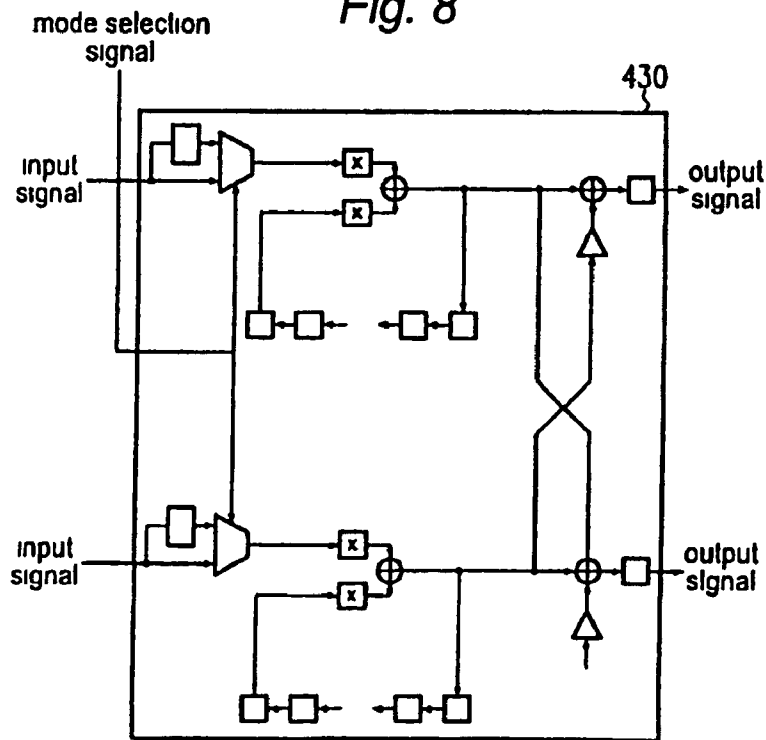 Fig. 8
mode selection
signal
430
input
signal
x
x
output
signal
input
signal
x
x
output
signal